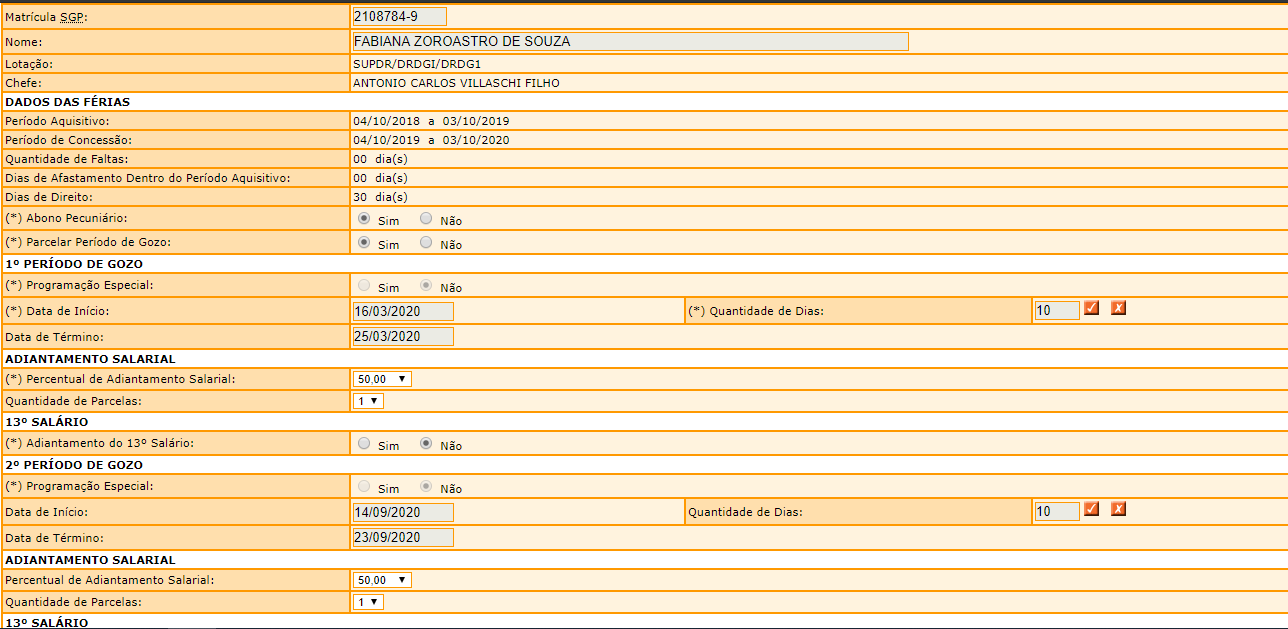 Matrícula SGP: 2108784-9
Nome: FABIANA ZOROASTRO DE SOUZA
Lotação: SUPDR/DRDGI/DRDG1
Chefe: ANTONIO CARLOS VILLASCHI FILHO
DADOS DAS FÉRIAS
Período Aquisitivo: 04/10/2018 a 03/10/2019
Período de Concessão: 04/10/2019 a 03/10/2020
Quantidade de Faltas: 00 dia(s)
Dias de Afastamento Dentro do Período Aquisitivo: 00 dia(s)
Dias de Direito: 30 dia(s)
(*) Abono Pecuniário: Sim Não
(*) Parcelar Período de Gozo: Sim Não
1º PERÍODO DE GOZO
(*) Programação Especial: Sim Não
(*) Data de Início: 16/03/2020 (*) Quantidade de Dias: 10
Data de Término: 25/03/2020
ADIANTAMENTO SALARIAL
(*) Percentual de Adiantamento Salarial: 50,00
Quantidade de Parcelas: 1
13º SALÁRIO
(*) Adiantamento do 13º Salário: Sim Não
2º PERÍODO DE GOZO
(*) Programação Especial: Sim Não
Data de Início: 14/09/2020 Quantidade de Dias: 10
Data de Término: 23/09/2020
ADIANTAMENTO SALARIAL
Percentual de Adiantamento Salarial: 50,00
Quantidade de Parcelas: 1
13º SALÁRIO